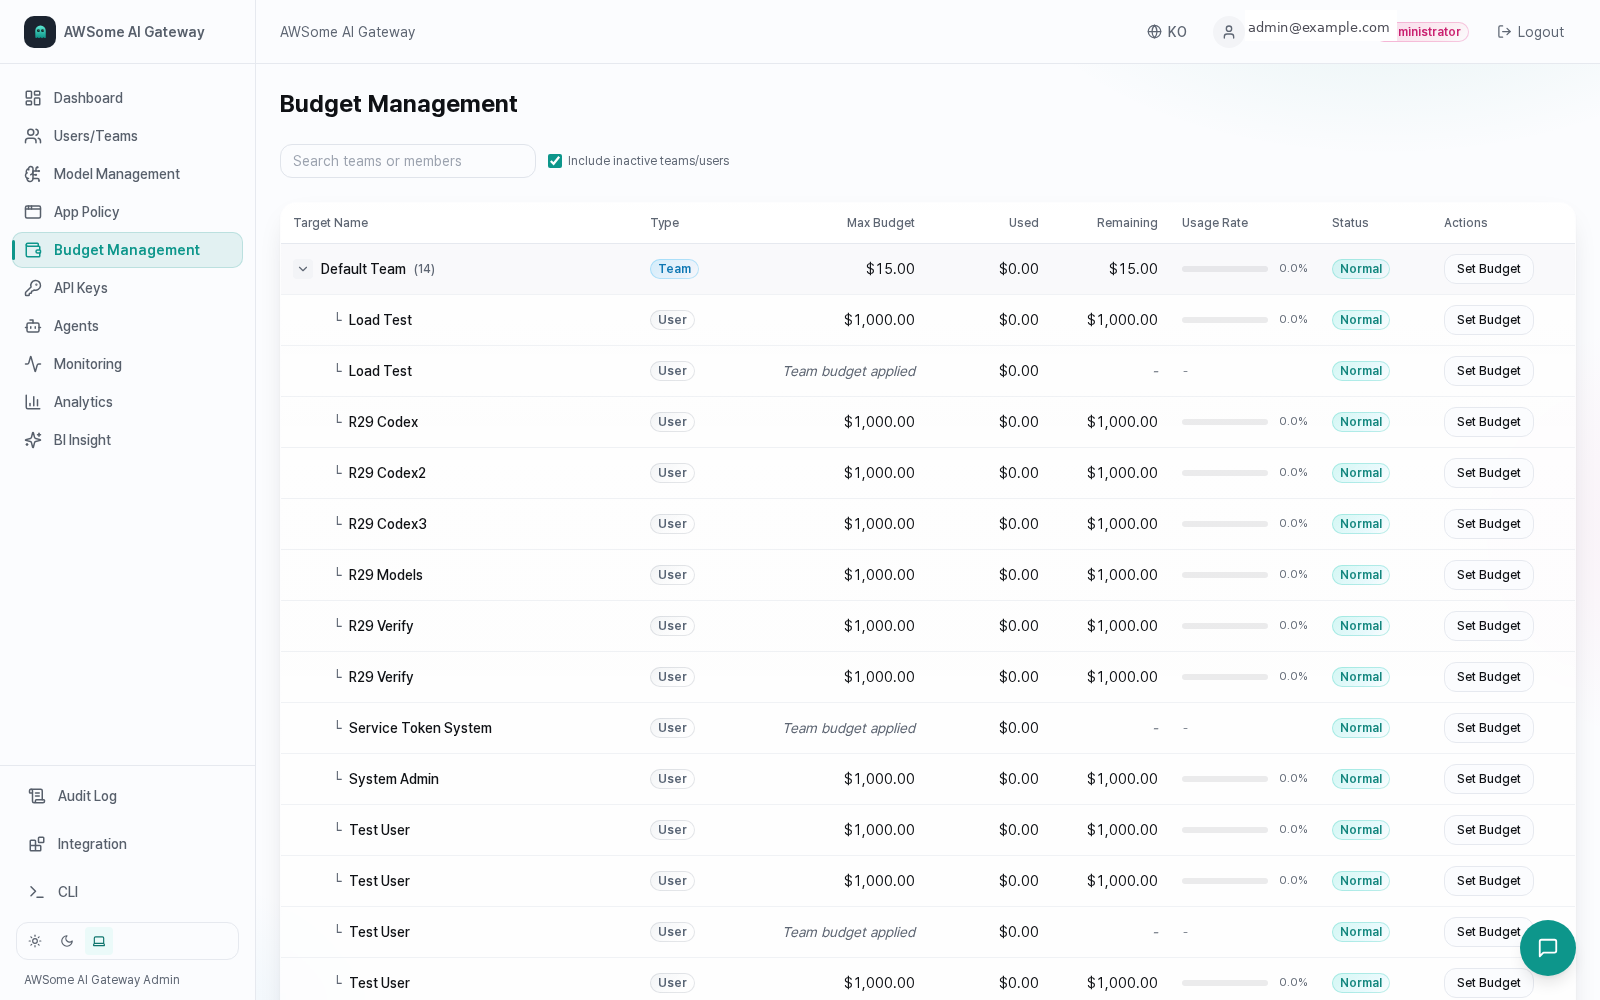 AWSome AI Gateway
AWSome AI Gateway
KO
admin@example.com
ministrator
Logout
Dashboard
Users/Teams
Model Management
App Policy
Budget Management
API Keys
Agents
Monitoring
Analytics
BI Insight
Audit Log
Integration
CLI
AWSome AI Gateway Admin
Budget Management
Search teams or members
Include inactive teams/users
Target Name Type Max Budget Used Remaining Usage Rate Status Actions
Default Team (14) Team $15.00 $0.00 $15.00 0.0% Normal Set Budget
└ Load Test User $1,000.00 $0.00 $1,000.00 0.0% Normal Set Budget
└ Load Test User Team budget applied $0.00 - - Normal Set Budget
└ R29 Codex User $1,000.00 $0.00 $1,000.00 0.0% Normal Set Budget
└ R29 Codex2 User $1,000.00 $0.00 $1,000.00 0.0% Normal Set Budget
└ R29 Codex3 User $1,000.00 $0.00 $1,000.00 0.0% Normal Set Budget
└ R29 Models User $1,000.00 $0.00 $1,000.00 0.0% Normal Set Budget
└ R29 Verify User $1,000.00 $0.00 $1,000.00 0.0% Normal Set Budget
└ R29 Verify User $1,000.00 $0.00 $1,000.00 0.0% Normal Set Budget
└ Service Token System User Team budget applied $0.00 - - Normal Set Budget
└ System Admin User $1,000.00 $0.00 $1,000.00 0.0% Normal Set Budget
└ Test User User $1,000.00 $0.00 $1,000.00 0.0% Normal Set Budget
└ Test User User $1,000.00 $0.00 $1,000.00 0.0% Normal Set Budget
└ Test User User Team budget applied $0.00 - - Normal Set Budget
└ Test User User $1,000.00 $0.00 $1,000.00 0.0% Normal Set Budget